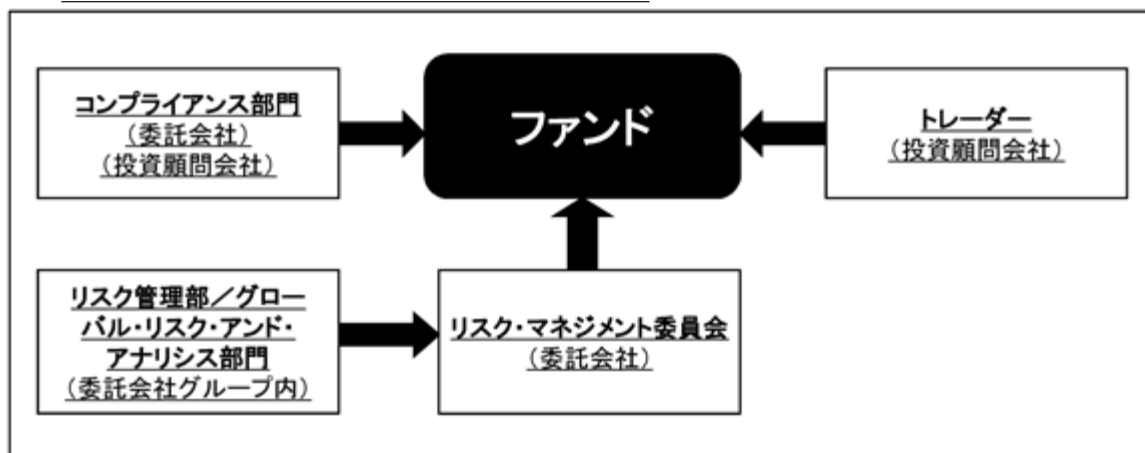 コンプライアンス部門
（委託会社）
（投資顧問会社）
ファンド
トレーダー
（投資顧問会社）
リスク管理部／グロー
バル・リスク・アンド・
アナリシス部門
（委託会社グループ内）
リスク・マネジメント委員会
（委託会社）